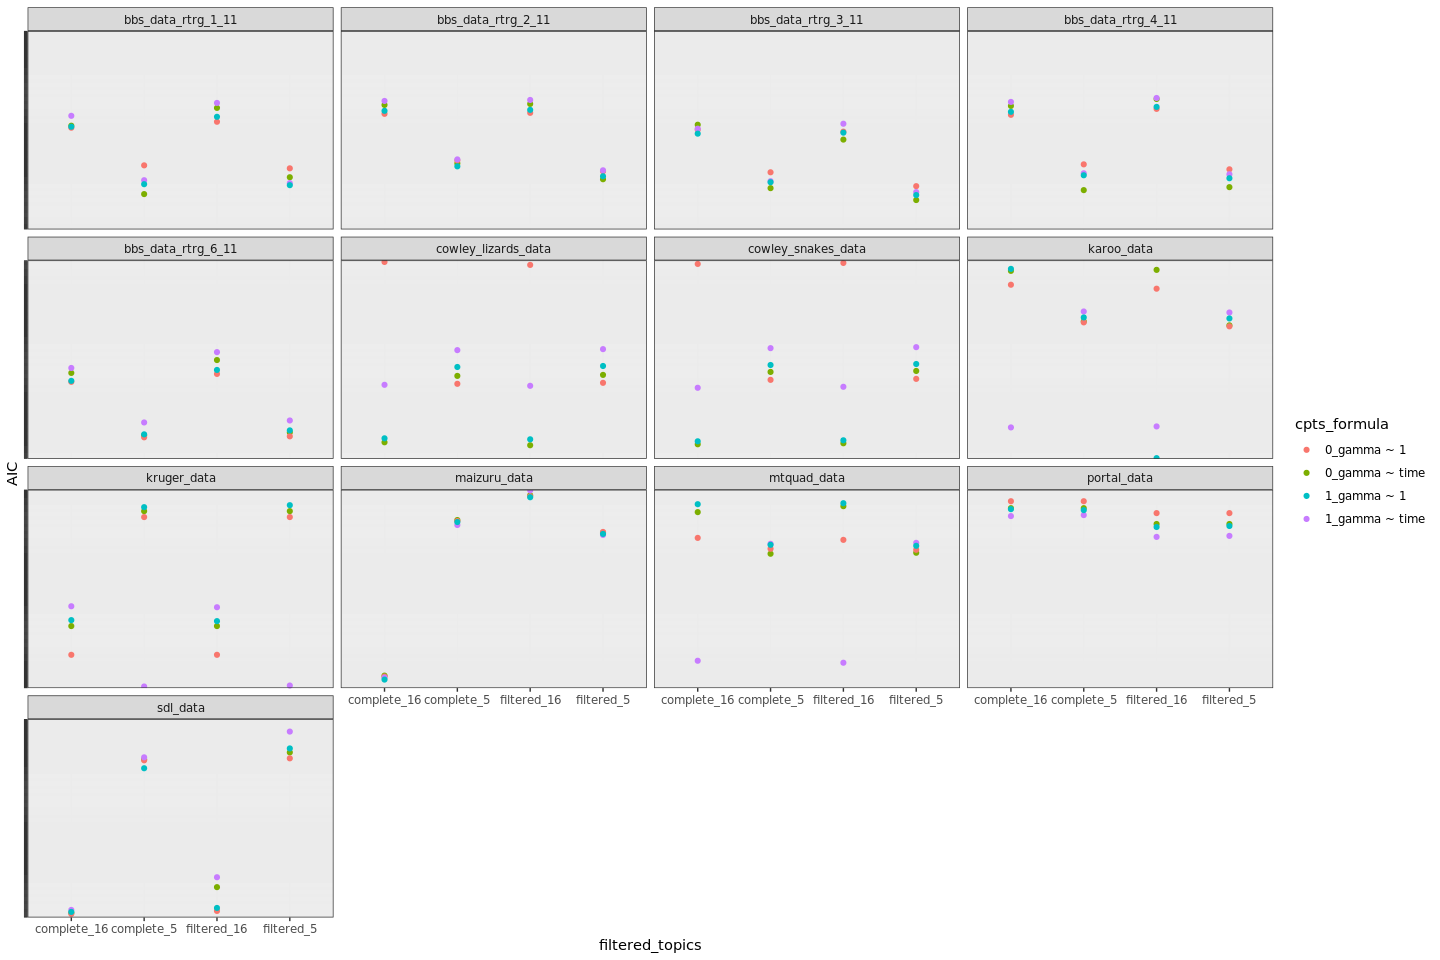 bbs_data_rtrg_1_11 bbs_data_rtrg_2_11 bbs_data_rtrg_3_11 bbs_data_rtrg_4_11
bbs_data_rtrg_6_11 cowley_lizards_data cowley_snakes_data karoo_data
kruger_data maizuru_data mtquad_data portal_data
complete_16 complete_5 filtered_16 filtered_5 complete_16 complete_5 filtered_16 filtered_5 complete_16 complete_5 filtered_16 filtered_5
sdl_data
complete_16 complete_5 filtered_16 filtered_5
filtered_topics
AIC
cpts_formula
0_gamma ~ 1
0_gamma ~ time
1_gamma ~ 1
1_gamma ~ time